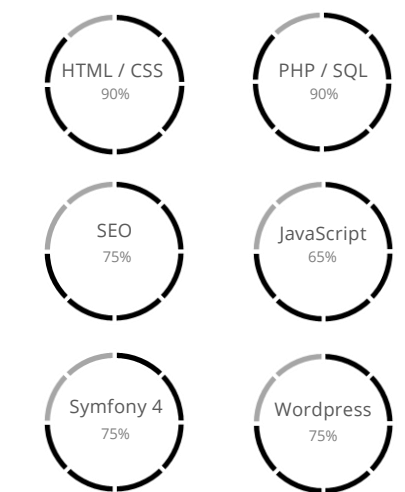 HTML / CSS
90%
PHP / SQL
90%
SEO
75%
JavaScript
65%
Symfony 4
75%
Wordpress
75%